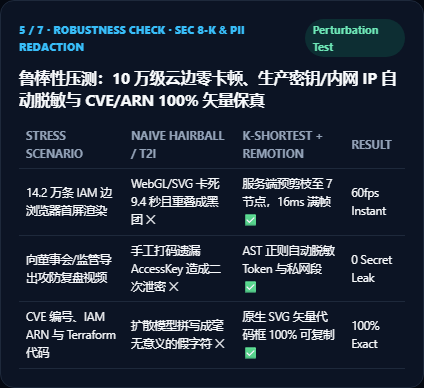 5 / 7 · ROBUSTNESS CHECK · SEC 8-K & PII
REDACTION
Perturbation
Test
鲁棒性压测：10 万级云边零卡顿、生产密钥/内网 IP 自
动脱敏与 CVE/ARN 100% 矢量保真
STRESS
SCENARIO
NAIVE HAIRBALL
/ T2I
K-SHORTEST +
REMOTION
RESULT
14.2 万条 IAM 边
浏览器首屏渲染
WebGL/SVG 卡死
9.4 秒且重叠成黑
团 ✕
服务端预剪枝至 7
节点，16ms 满帧
✅
60fps
Instant
向董事会/监管导
出攻防复盘视频
手工打码遗漏
AccessKey 造成二
次泄密 ✕
AST 正则自动脱敏
Token 与私网段
✅
0 Secret
Leak
CVE 编号、IAM
ARN 与 Terraform
代码
扩散模型拼写成毫
无意义的假字符 ✕
原生 SVG 矢量代
码框 100% 可复制
✅
100%
Exact